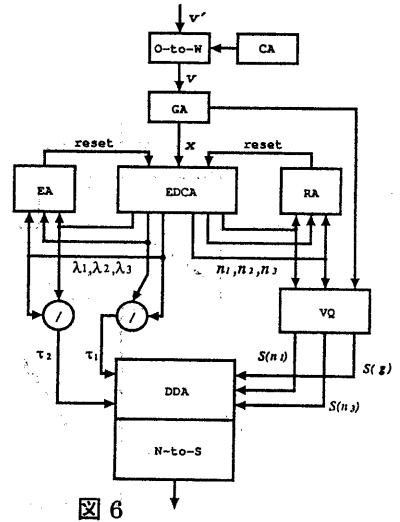 v'
O-to-W
CA
v
GA
x
reset
reset
EA
EDCA
RA
λ1,λ2,λ3
n1,n2,n3
/
/
VQ
τ2
τ1
S(n1)
S(g)
DDA
S(n3)
N-to-S
図 6